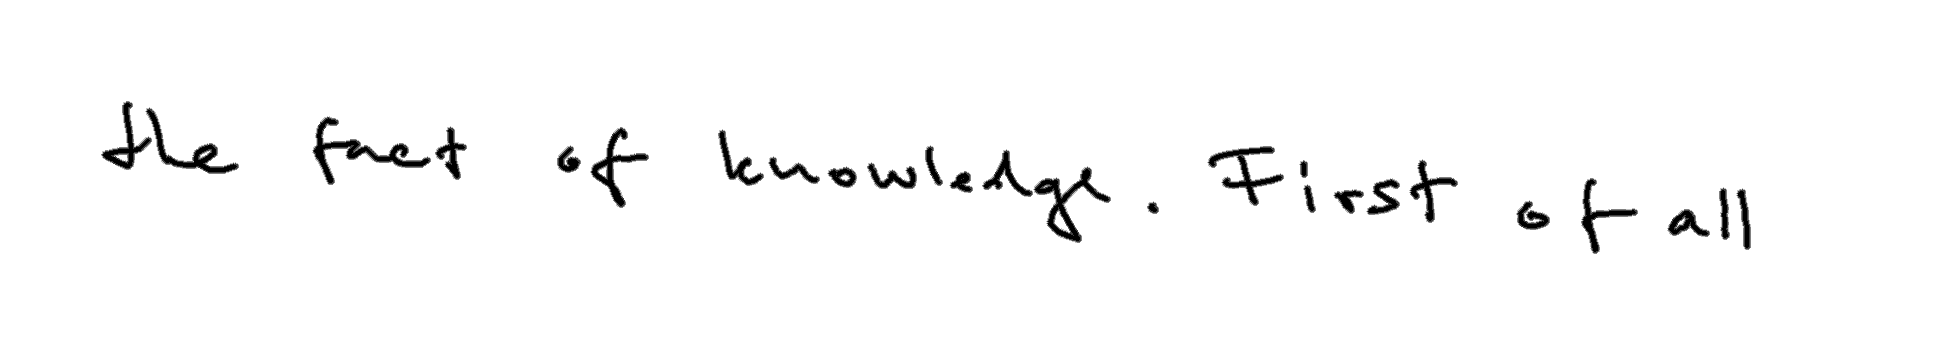 the fact of knowledge. First of all